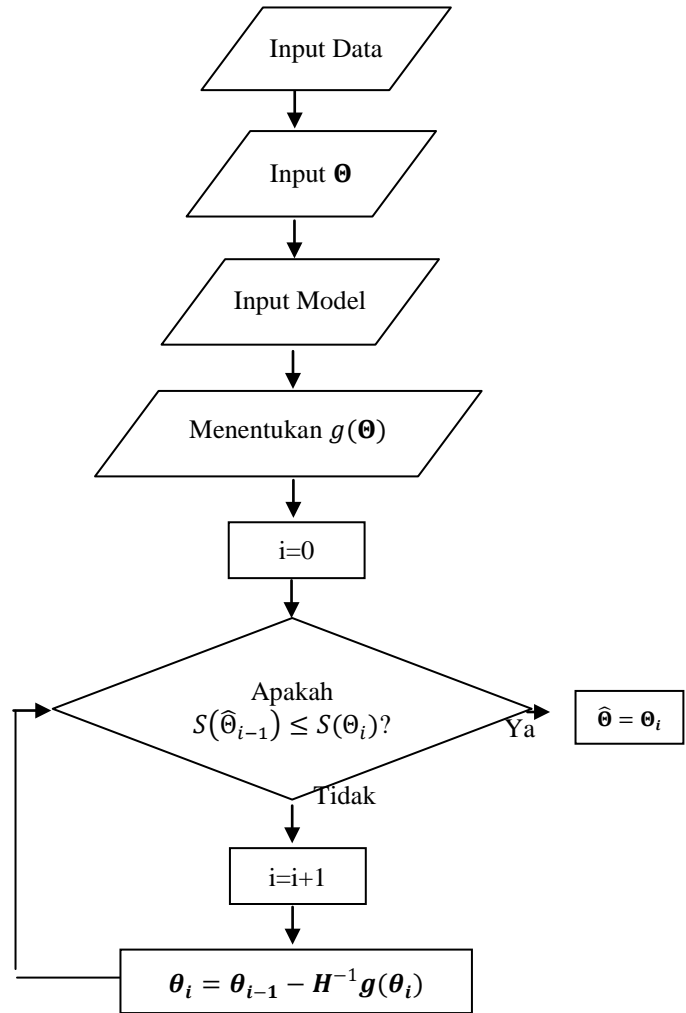 Input Data
Input 𝚯
Input Model
Menentukan 𝑔(𝚯)
i=0
Apakah
𝑆(Θ̂ᵢ₋₁) ≤ 𝑆(Θᵢ)?
Ya
𝚯̂ = 𝚯ᵢ
Tidak
i=i+1
𝜽ᵢ = 𝜽ᵢ₋₁ − 𝑯⁻¹𝒈(𝜽ᵢ)